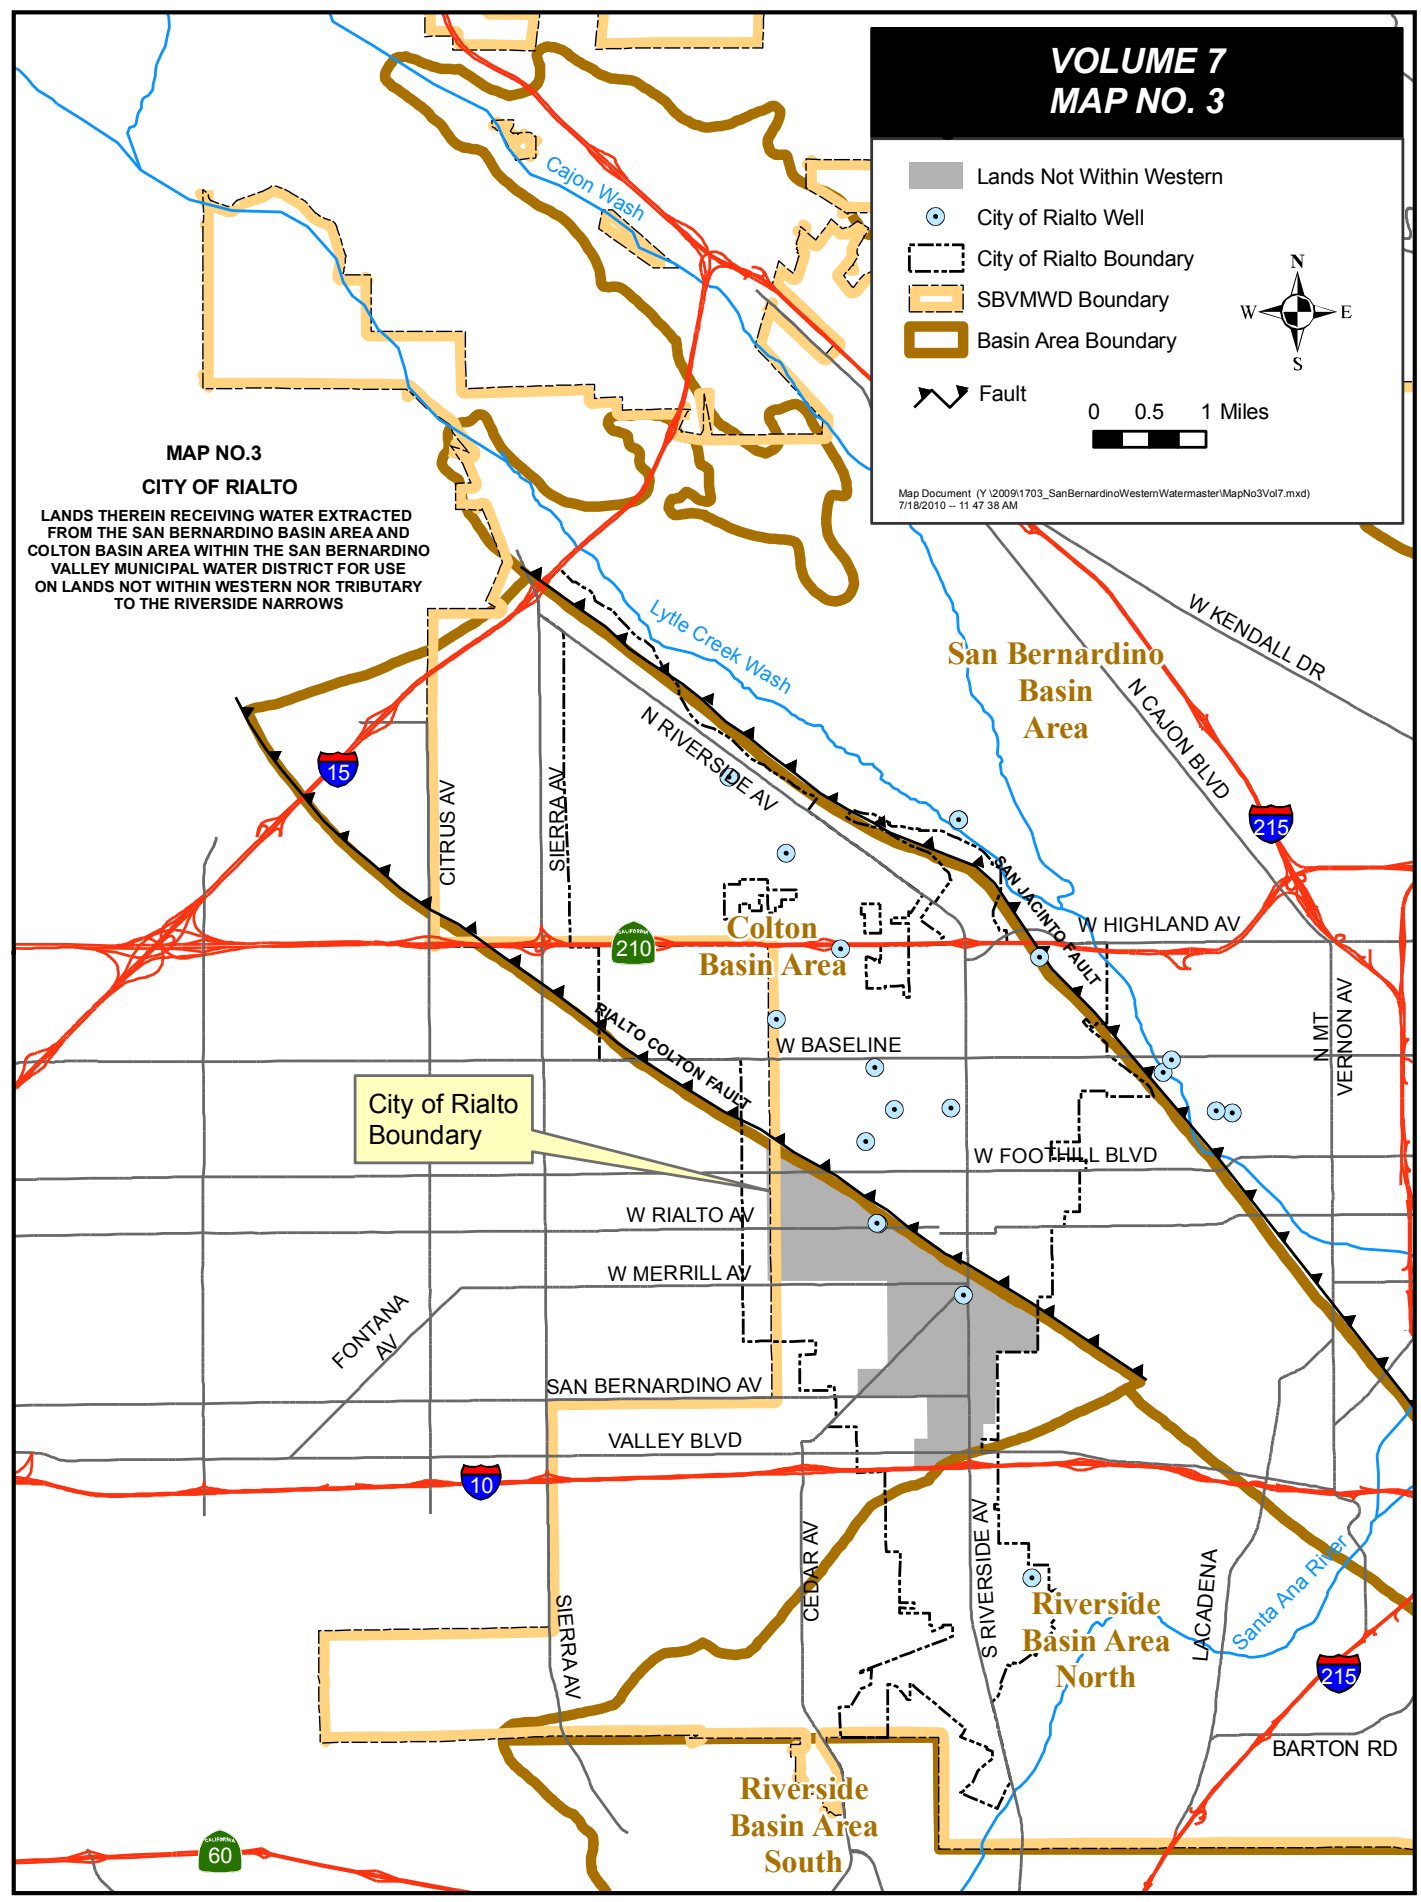 VOLUME 7
MAP NO. 3
Lands Not Within Western
City of Rialto Well
City of Rialto Boundary
SBVMWD Boundary
Basin Area Boundary
Fault
N
W
E
S
0 0.5 1 Miles
Map Document (Y \2009\1703_SanBernardinoWesternWatermaster\MapNo3Vol7.mxd)
7/18/2010 -- 11 47 38 AM
Cajon Wash
MAP NO.3
CITY OF RIALTO
LANDS THEREIN RECEIVING WATER EXTRACTED
FROM THE SAN BERNARDINO BASIN AREA AND
COLTON BASIN AREA WITHIN THE SAN BERNARDINO
VALLEY MUNICIPAL WATER DISTRICT FOR USE
ON LANDS NOT WITHIN WESTERN NOR TRIBUTARY
TO THE RIVERSIDE NARROWS
Lytle Creek Wash
W KENDALL DR
San Bernardino
Basin
Area
N CAJON BLVD
N RIVERSIDE AV
15
CITRUS AV
SIERRA AV
215
SAN JACINTO FAULT
W HIGHLAND AV
CALIFORNIA
210
Colton
Basin Area
RIALTO COLTON FAULT
W BASELINE
N MT
VERNON AV
City of Rialto
Boundary
W FOOTHILL BLVD
W RIALTO AV
W MERRILL AV
FONTANA
AV
SAN BERNARDINO AV
VALLEY BLVD
10
CEDAR AV
S RIVERSIDE AV
LACADENA
Santa Ana River
SIERRA AV
Riverside
Basin Area
North
215
BARTON RD
Riverside
Basin Area
South
CALIFORNIA
60